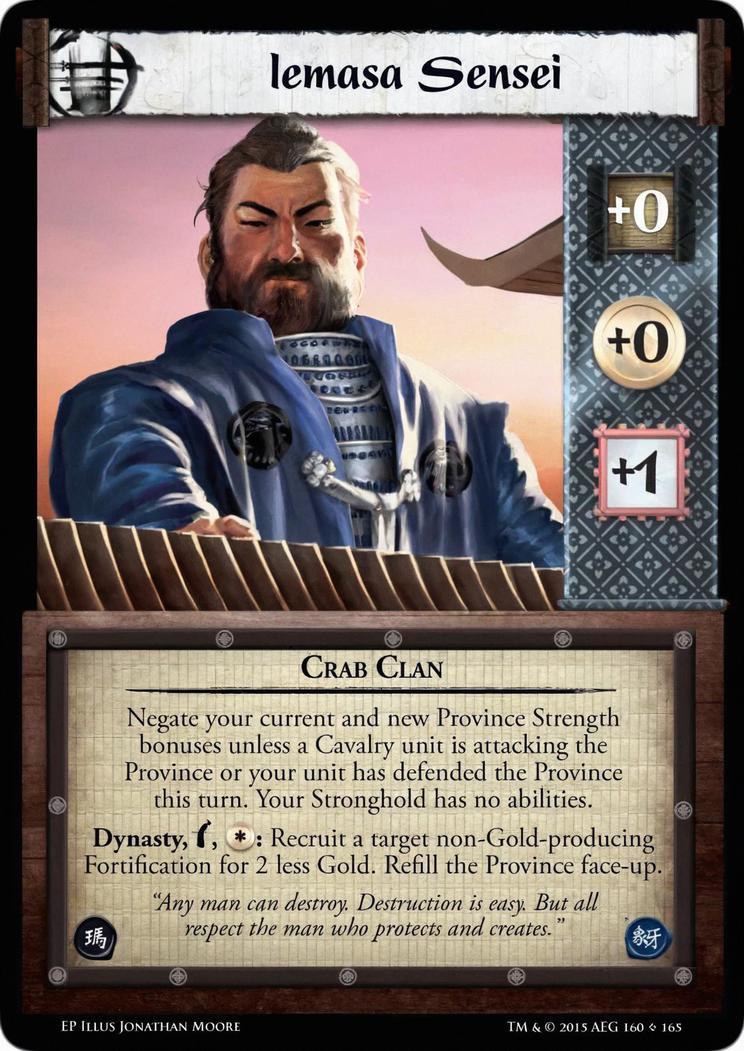 Iemasa Sensei
+0
+0
+1
Crab Clan
Negate your current and new Province Strength
bonuses unless a Cavalry unit is attacking the
Province or your unit has defended the Province
this turn. Your Stronghold has no abilities.
Dynasty, , *: Recruit a target non-Gold-producing
Fortification for 2 less Gold. Refill the Province face-up.
“Any man can destroy. Destruction is easy. But all
respect the man who protects and creates.”
瑪
象牙
EP Illus Jonathan Moore
TM & © 2015 AEG 160 ⬥ 165